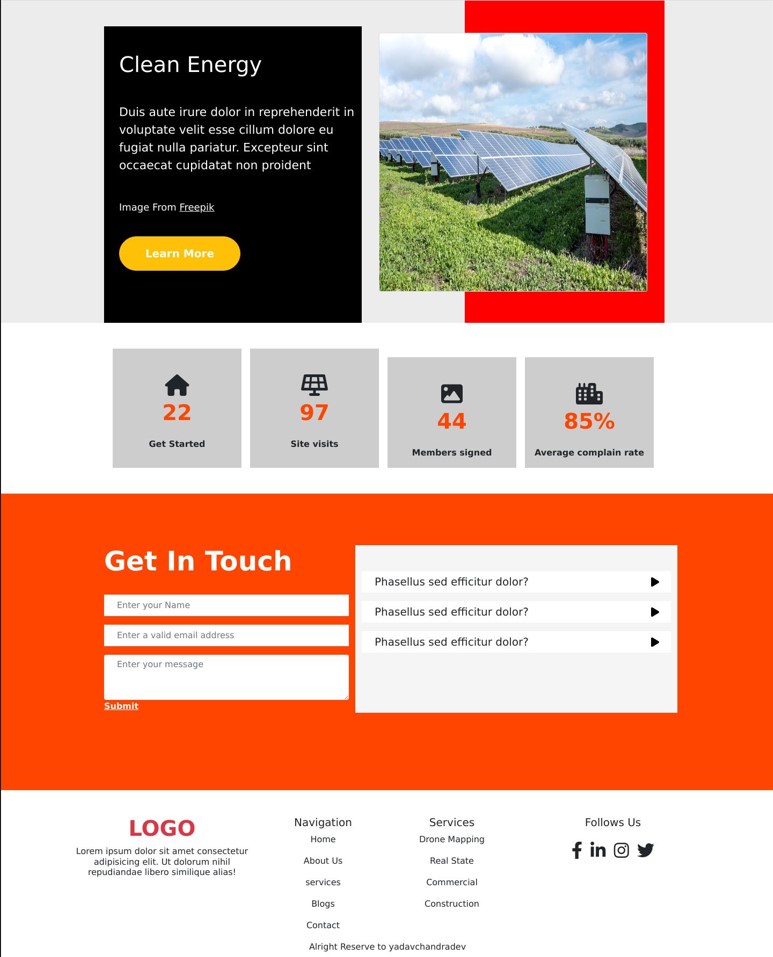 Clean Energy
Duis aute irure dolor in reprehenderit in
voluptate velit esse cillum dolore eu
fugiat nulla pariatur. Excepteur sint
occaecat cupidatat non proident
Image From Freepik
Learn More
22
Get Started
97
Site visits
44
Members signed
85%
Average complain rate
Get In Touch
Enter your Name
Enter a valid email address
Enter your message
Submit
Phasellus sed efficitur dolor?
Phasellus sed efficitur dolor?
Phasellus sed efficitur dolor?
LOGO
Lorem ipsum dolor sit amet consectetur
adipisicing elit. Ut dolorum nihil
repudiandae libero similique alias!
Navigation
Home
About Us
services
Blogs
Contact
Services
Drone Mapping
Real State
Commercial
Construction
Follows Us
Alright Reserve to yadavchandradev